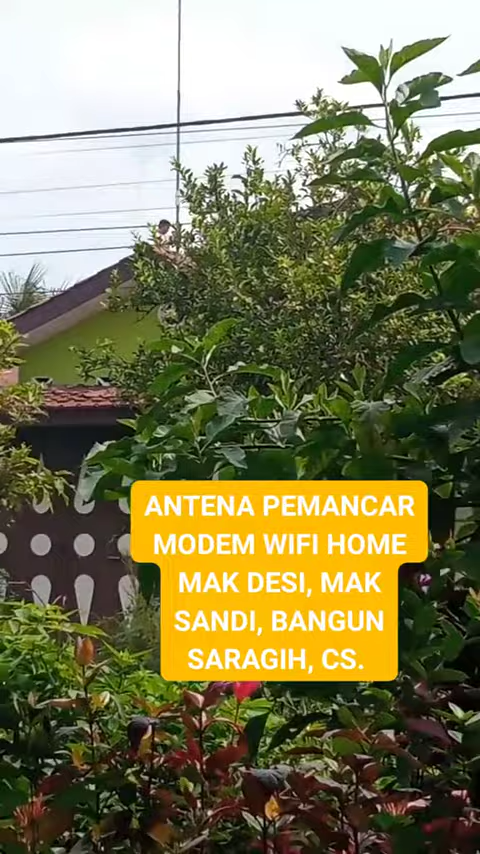 ANTENA PEMANCAR
MODEM WIFI HOME
MAK DESI, MAK
SANDI, BANGUN
SARAGIH, CS.